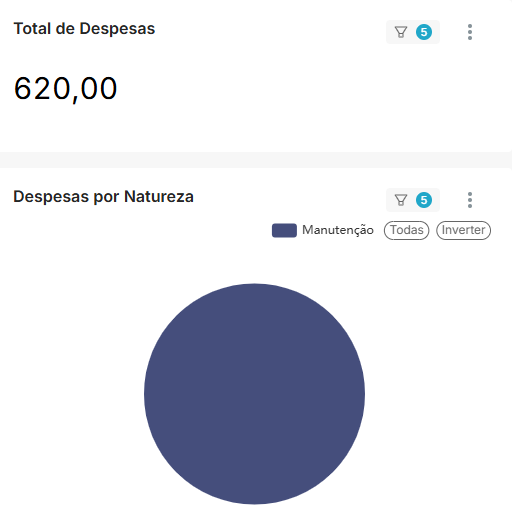 Total de Despesas
5
620,00
Despesas por Natureza
5
Manutenção
Todas
Inverter